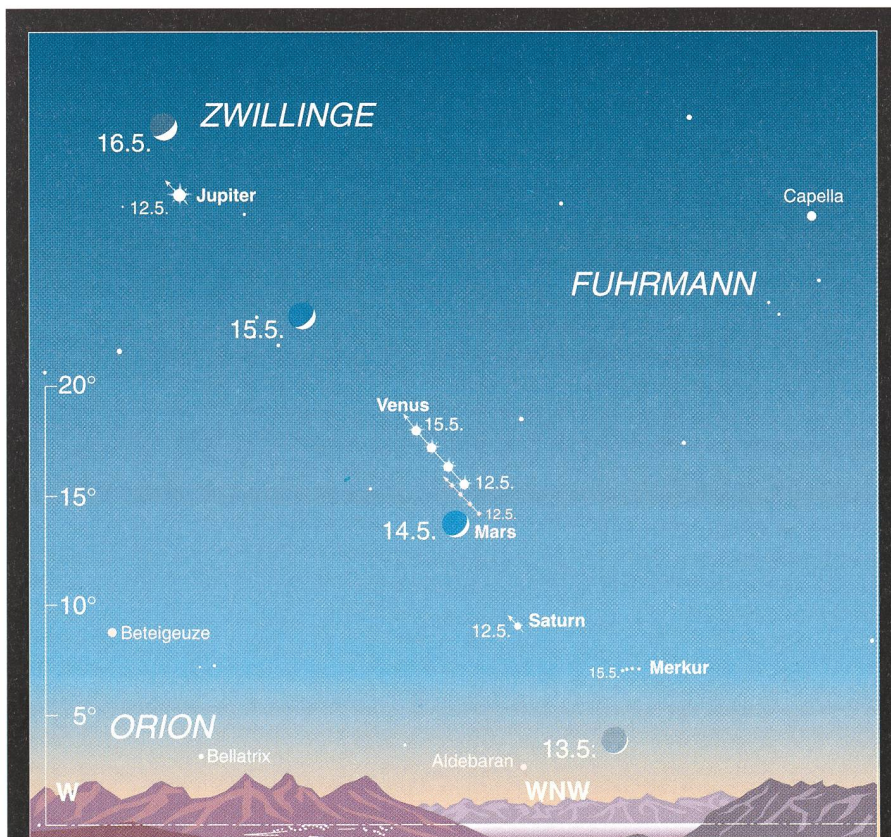 ZWILLINGE
16.5.
Jupiter
12.5.
Capella
FUHRMANN
15.5.
20°
Venus
15.5.
12.5.
15°
12.5.
14.5.
Mars
10°
Saturn
12.5.
Beteigeuze
Merkur
15.5.
5°
ORION
13.5.
Bellatrix
Aldebaran
W
WNW